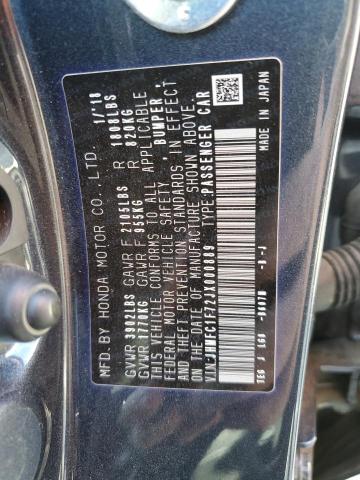 MFD.BY HONDA MOTOR CO.,LTD. 1/'18
GVWR 3902LBS GAWR F 2105LBS R 1808LBS
GVWR 1770KG GAWR F 955KG R 820KG
THIS VEHICLE CONFORMS TO ALL APPLICABLE
FEDERAL MOTOR VEHICLE SAFETY, BUMPER,
AND THEFT PREVENTION STANDARDS IN EFFECT
ON THE DATE OF MANUFACTURE SHOWN ABOVE.
VIN: TYPE:PASSENGER CAR
MADE IN JAPAN